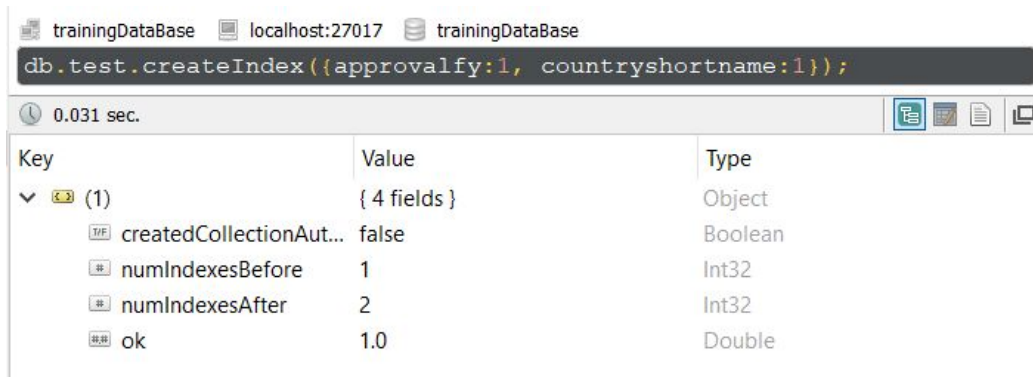 trainingDataBase localhost:27017 trainingDataBase
db.test.createIndex({approvalfy:1, countryshortname:1});
0.031 sec.
Key Value Type
(1) { 4 fields } Object
T/F createdCollectionAut... false Boolean
# numIndexesBefore 1 Int32
# numIndexesAfter 2 Int32
#.# ok 1.0 Double